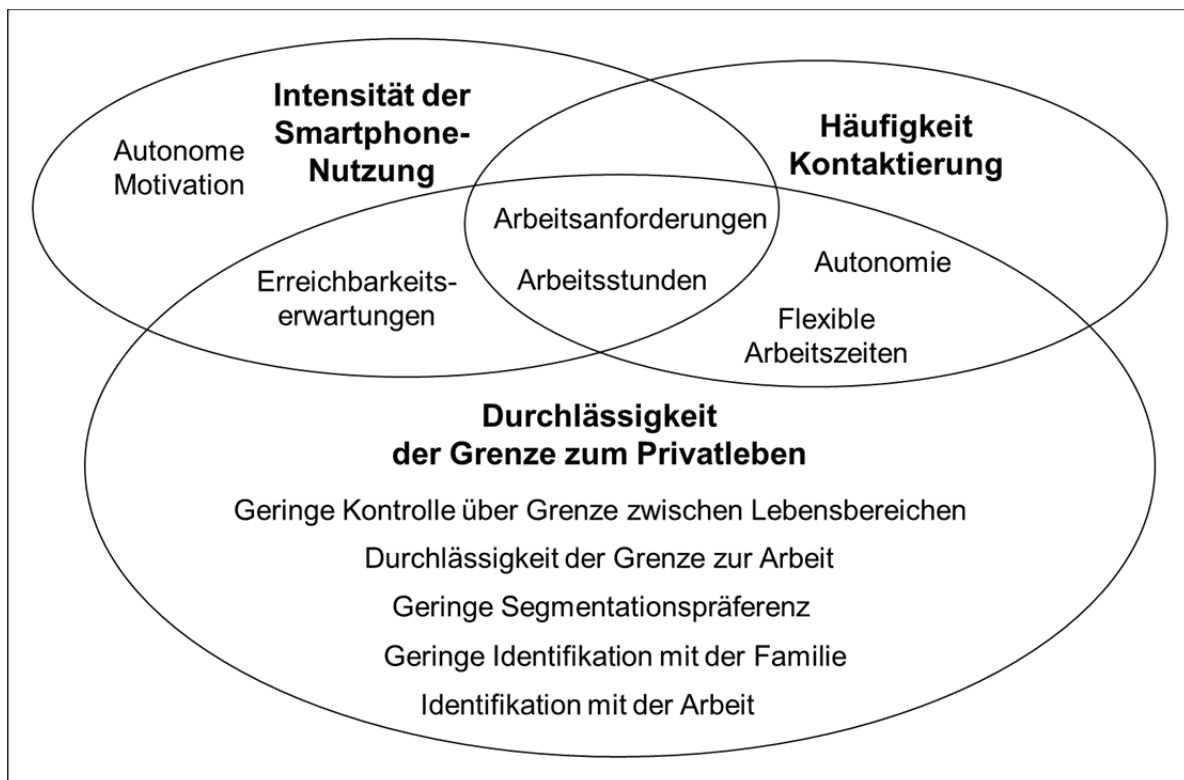 Intensität der
Smartphone-
Nutzung
Autonome
Motivation
Häufigkeit
Kontaktierung
Arbeitsanforderungen
Arbeitsstunden
Erreichbarkeits-
erwartungen
Autonomie
Flexible
Arbeitszeiten
Durchlässigkeit
der Grenze zum Privatleben
Geringe Kontrolle über Grenze zwischen Lebensbereichen
Durchlässigkeit der Grenze zur Arbeit
Geringe Segmentationspräferenz
Geringe Identifikation mit der Familie
Identifikation mit der Arbeit